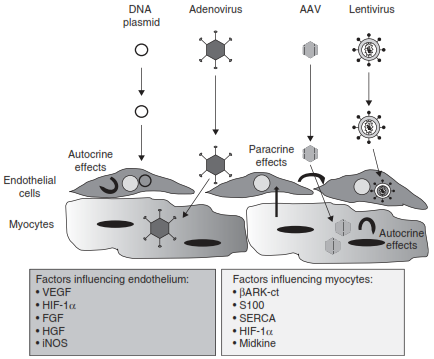 DNA
plasmid
Adenovirus
AAV
Lentivirus
Autocrine
effects
Paracrine
effects
Endothelial
cells
Myocytes
Autocrine
effects
Factors influencing endothelium:
• VEGF
• HIF-1α
• FGF
• HGF
• iNOS
Factors influencing myocytes:
• βARK-ct
• S100
• SERCA
• HIF-1α
• Midkine